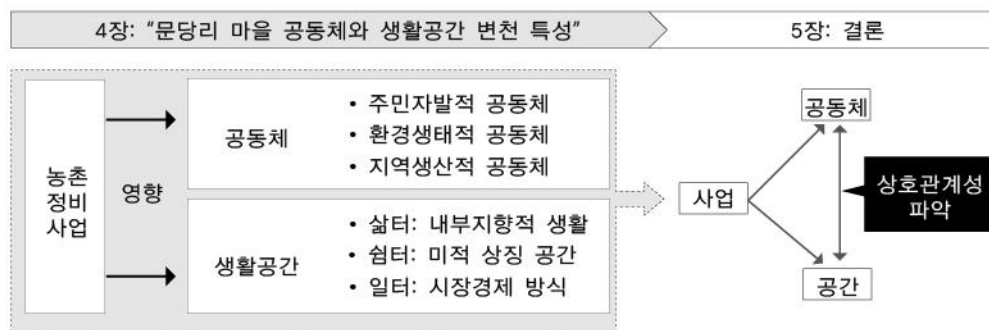 4장: “문당리 마을 공동체와 생활공간 변천 특성”
5장: 결론
농촌
정비
사업
영향
공동체
• 주민자발적 공동체
• 환경생태적 공동체
• 지역생산적 공동체
생활공간
• 삶터: 내부지향적 생활
• 쉼터: 미적 상징 공간
• 일터: 시장경제 방식
사업
공동체
상호관계성
파악
공간